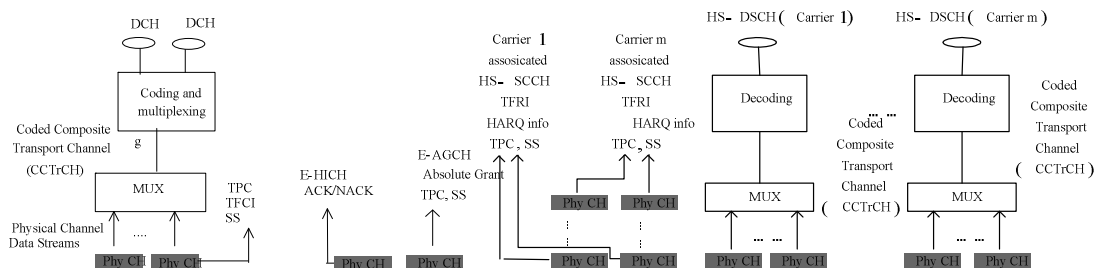 DCH
DCH
Coding and
multiplexing
g
Coded Composite
Transport Channel
(CCTrCH)
MUX
Physical Channel
Data Streams
....
Phy CH
Phy CH
TPC
TFCI
SS
E-HICH
ACK/NACK
Phy CH
E-AGCH
Absolute Grant
TPC, SS
Phy CH
Carrier 1
assosicated
HS- SCCH
TFRI
HARQ info
TPC, SS
Carrier m
assosicated
HS- SCCH
TFRI
HARQ info
TPC, SS
Phy CH
Phy CH
Phy CH
Phy CH
HS- DSCH( Carrier 1)
Decoding
... ...
Coded
Composite
Transport
Channel
( CCTrCH)
MUX
... ...
Phy CH
Phy CH
HS- DSCH( Carrier m )
Decoding
Coded
Composite
Transport
Channel
( CCTrCH )
MUX
... ...
Phy CH
Phy CH